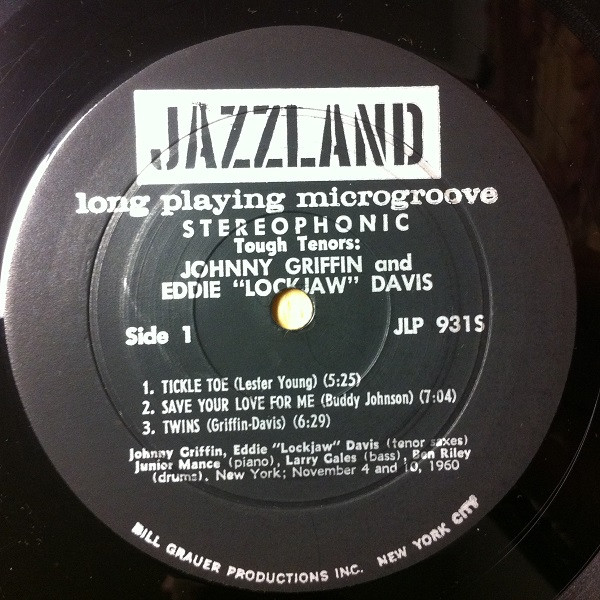 JAZZLAND
long playing microgroove
STEREOPHONIC
Tough Tenors:
JOHNNY GRIFFIN and
EDDIE "LOCKJAW" DAVIS
Side 1
JLP 931S
1. TICKLE TOE (Lester Young) (5:25)
2. SAVE YOUR LOVE FOR ME (Buddy Johnson) (7:04)
3. TWINS (Griffin-Davis) (6:29)
Johnny Griffin, Eddie "Lockjaw" Davis (tenor saxes)
Junior Mance (piano), Larry Gales (bass), Ben Riley
(drums). New York; November 4 and 10, 1960
BILL GRAUER PRODUCTIONS INC. NEW YORK CITY